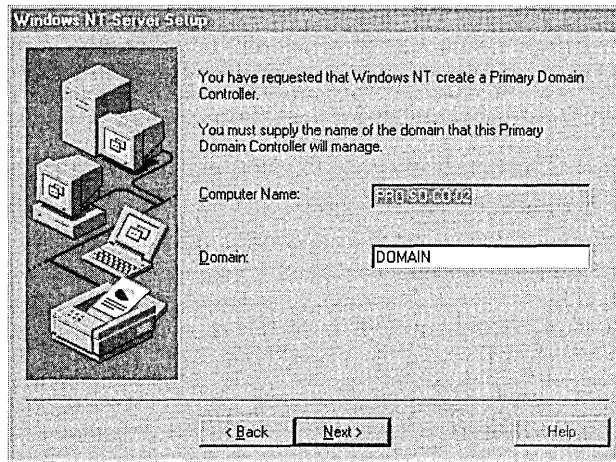 Windows NT Server Setup
You have requested that Windows NT create a Primary Domain
Controller.
You must supply the name of the domain that this Primary
Domain Controller will manage.
Computer Name:
Domain:
DOMAIN
< Back
Next >
Help